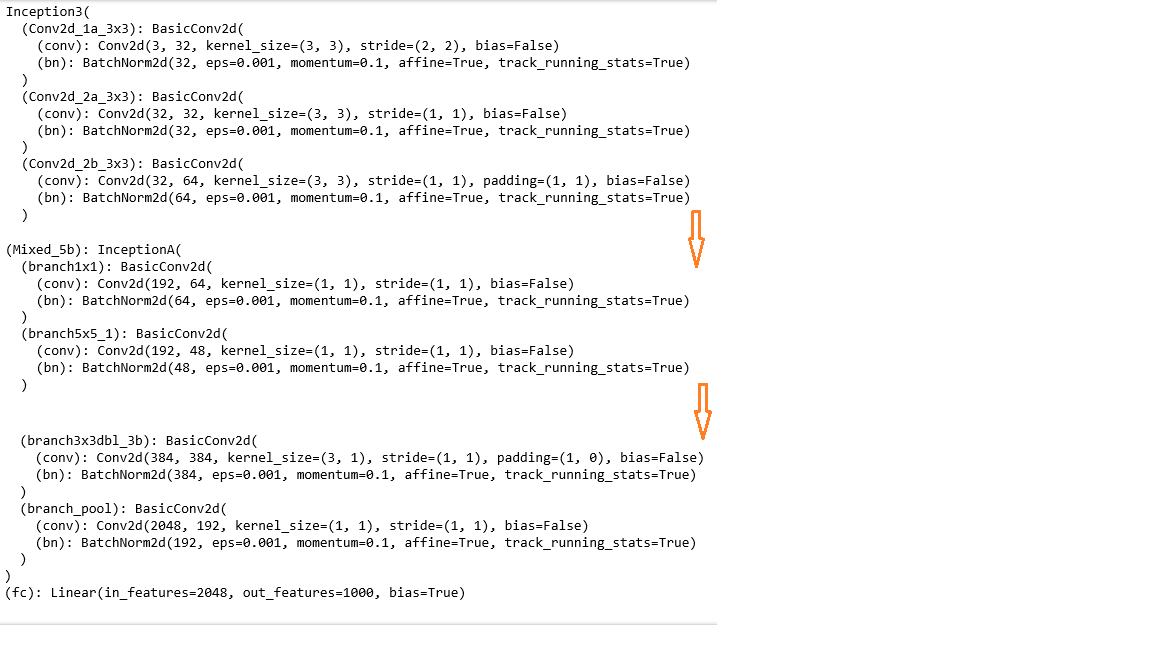 Inception3(
(Conv2d_1a_3x3): BasicConv2d(
(conv): Conv2d(3, 32, kernel_size=(3, 3), stride=(2, 2), bias=False)
(bn): BatchNorm2d(32, eps=0.001, momentum=0.1, affine=True, track_running_stats=True)
)
(Conv2d_2a_3x3): BasicConv2d(
(conv): Conv2d(32, 32, kernel_size=(3, 3), stride=(1, 1), bias=False)
(bn): BatchNorm2d(32, eps=0.001, momentum=0.1, affine=True, track_running_stats=True)
)
(Conv2d_2b_3x3): BasicConv2d(
(conv): Conv2d(32, 64, kernel_size=(3, 3), stride=(1, 1), padding=(1, 1), bias=False)
(bn): BatchNorm2d(64, eps=0.001, momentum=0.1, affine=True, track_running_stats=True)
)
(Mixed_5b): InceptionA(
(branch1x1): BasicConv2d(
(conv): Conv2d(192, 64, kernel_size=(1, 1), stride=(1, 1), bias=False)
(bn): BatchNorm2d(64, eps=0.001, momentum=0.1, affine=True, track_running_stats=True)
)
(branch5x5_1): BasicConv2d(
(conv): Conv2d(192, 48, kernel_size=(1, 1), stride=(1, 1), bias=False)
(bn): BatchNorm2d(48, eps=0.001, momentum=0.1, affine=True, track_running_stats=True)
)
(branch3x3dbl_3b): BasicConv2d(
(conv): Conv2d(384, 384, kernel_size=(3, 1), stride=(1, 1), padding=(1, 0), bias=False)
(bn): BatchNorm2d(384, eps=0.001, momentum=0.1, affine=True, track_running_stats=True)
)
(branch_pool): BasicConv2d(
(conv): Conv2d(2048, 192, kernel_size=(1, 1), stride=(1, 1), bias=False)
(bn): BatchNorm2d(192, eps=0.001, momentum=0.1, affine=True, track_running_stats=True)
)
)
(fc): Linear(in_features=2048, out_features=1000, bias=True)